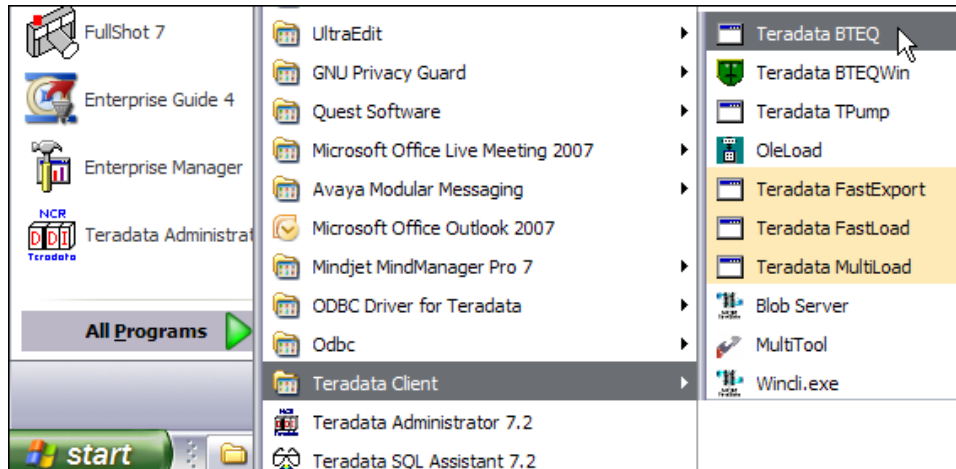 FullShot 7
Enterprise Guide 4
Enterprise Manager
NCR
DDI
Teradata
Teradata Administrat
All Programs
start
UltraEdit
GNU Privacy Guard
Quest Software
Microsoft Office Live Meeting 2007
Avaya Modular Messaging
Microsoft Office Outlook 2007
Mindjet MindManager Pro 7
ODBC Driver for Teradata
Odbc
Teradata Client
Teradata Administrator 7.2
Teradata SQL Assistant 7.2
Teradata BTEQ
Teradata BTEQWin
Teradata TPump
OleLoad
Teradata FastExport
Teradata FastLoad
Teradata MultiLoad
Blob Server
MultiTool
Wincli.exe